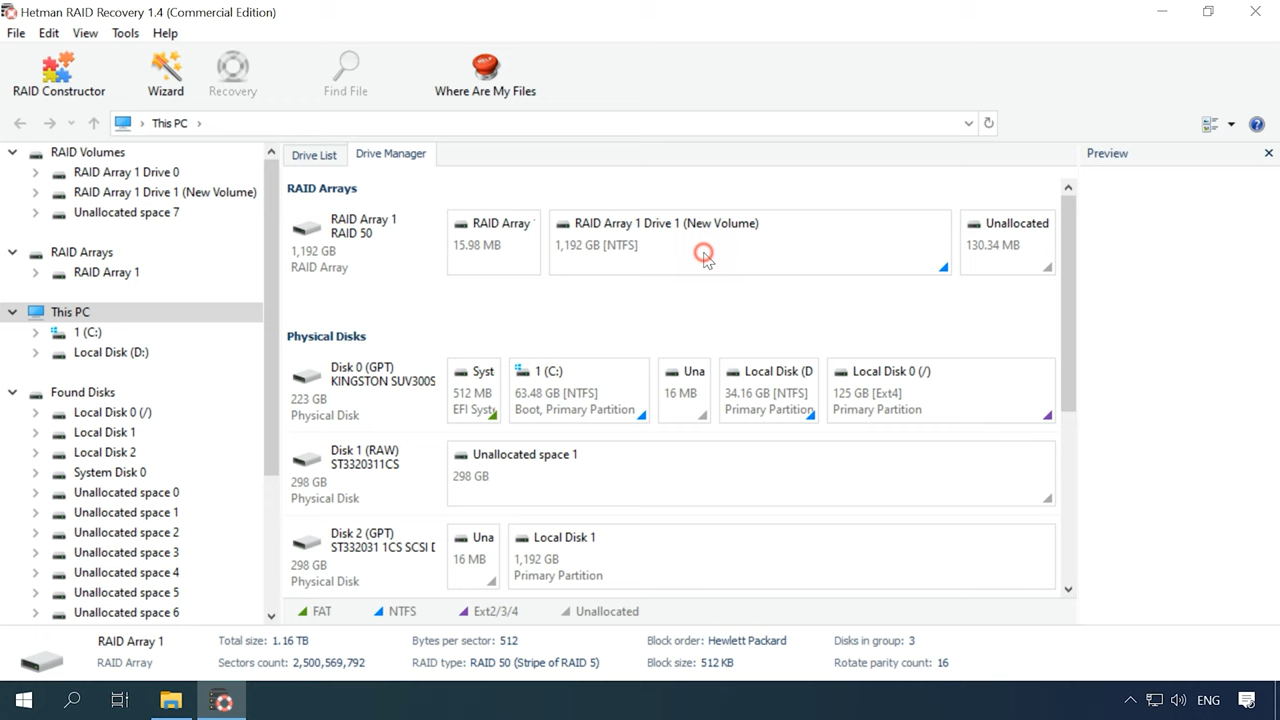 Hetman RAID Recovery 1.4 (Commercial Edition)
File Edit View Tools Help
RAID Constructor Wizard Recovery Find File Where Are My Files
This PC
RAID Volumes
RAID Array 1 Drive 0
RAID Array 1 Drive 1 (New Volume)
Unallocated space 7
RAID Arrays
RAID Array 1
This PC
1 (C:)
Local Disk (D:)
Found Disks
Local Disk 0 (/)
Local Disk 1
Local Disk 2
System Disk 0
Unallocated space 0
Unallocated space 1
Unallocated space 2
Unallocated space 3
Unallocated space 4
Unallocated space 5
Unallocated space 6
Drive List Drive Manager
RAID Arrays
RAID Array 1
RAID 50
1,192 GB
RAID Array
RAID Array
15.98 MB
RAID Array 1 Drive 1 (New Volume)
1,192 GB [NTFS]
Unallocated
130.34 MB
Physical Disks
Disk 0 (GPT)
KINGSTON SUV300S
223 GB
Physical Disk
Syst
512 MB
EFI Syste
1 (C:)
63.48 GB [NTFS]
Boot, Primary Partition
Una
16 MB
Local Disk (D
34.16 GB [NTFS]
Primary Partition
Local Disk 0 (/)
125 GB [Ext4]
Primary Partition
Disk 1 (RAW)
ST3320311CS
298 GB
Physical Disk
Unallocated space 1
298 GB
Disk 2 (GPT)
ST332031 1CS SCSI D
298 GB
Physical Disk
Una
16 MB
Local Disk 1
1,192 GB
Primary Partition
FAT NTFS Ext2/3/4 Unallocated
Preview
RAID Array 1
RAID Array
Total size: 1.16 TB
Sectors count: 2,500,569,792
Bytes per sector: 512
RAID type: RAID 50 (Stripe of RAID 5)
Block order: Hewlett Packard
Block size: 512 KB
Disks in group: 3
Rotate parity count: 16
ENG